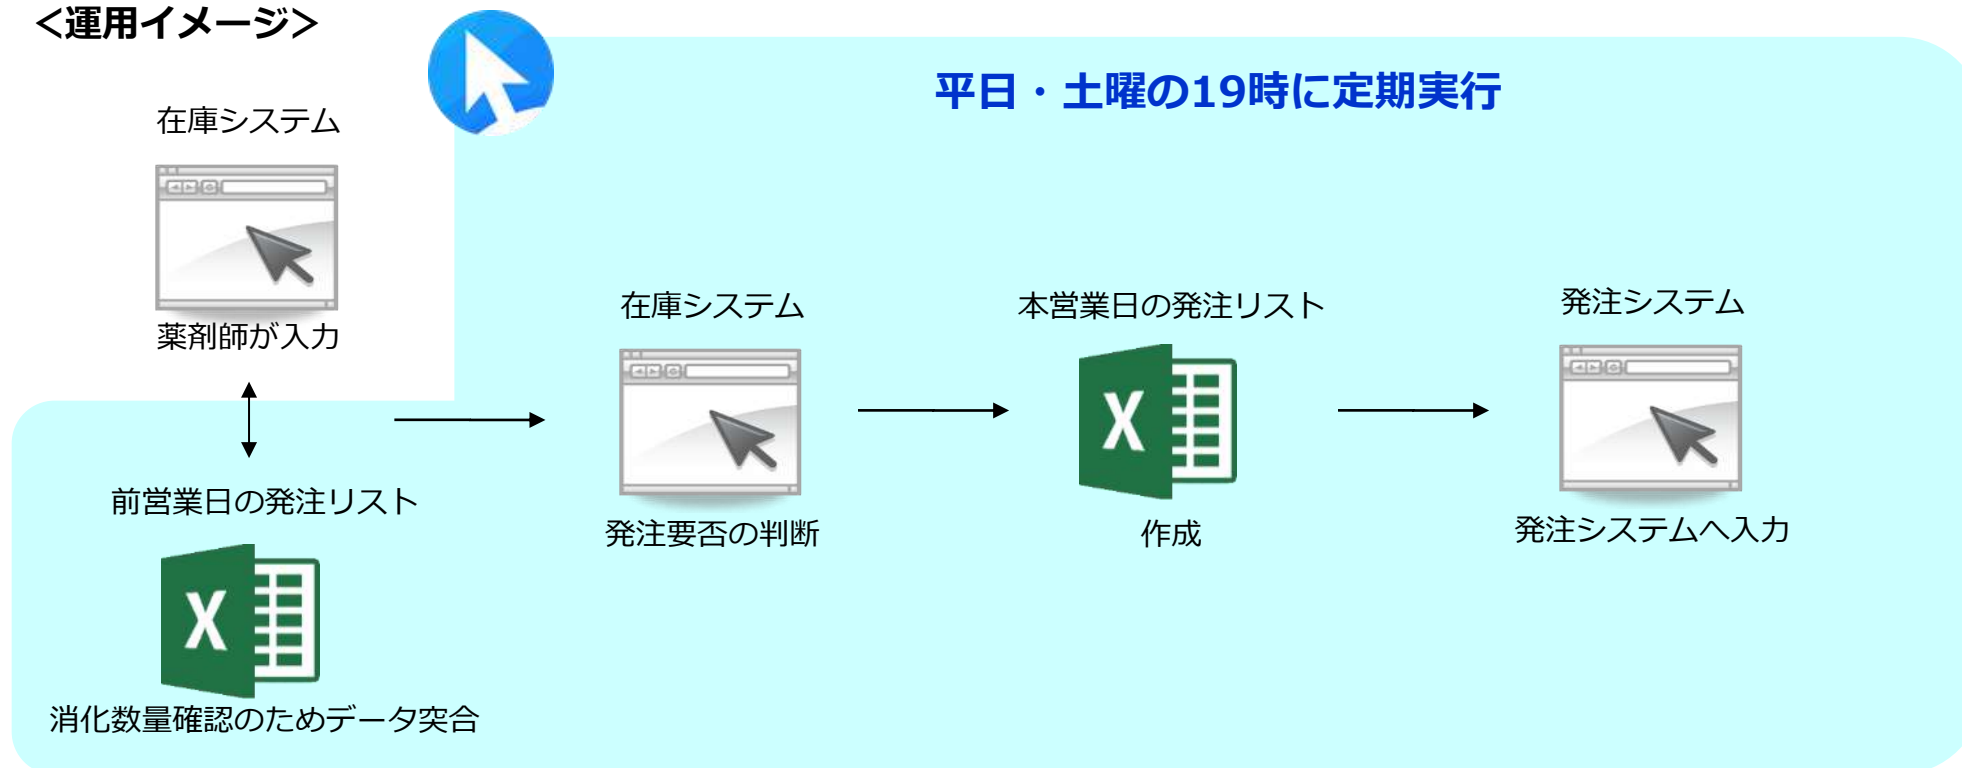 ＜運用イメージ＞
平日・土曜の19時に定期実行
在庫システム
薬剤師が入力
前営業日の発注リスト
X
消化数量確認のためデータ突合
在庫システム
発注要否の判断
本営業日の発注リスト
X
作成
発注システム
発注システムへ入力